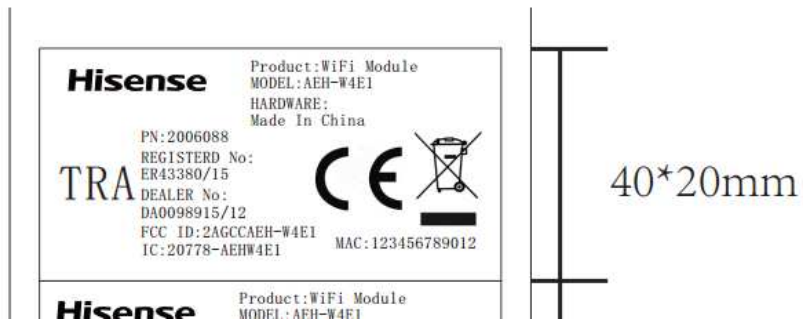 Hisense
Product:WiFi Module
MODEL:AEH-W4E1
HARDWARE:
Made In China
PN:2006088
REGISTERD No:
ER43380/15
TRA
DEALER No:
DA0098915/12
FCC ID:2AGCCAEH-W4E1
IC:20778-AEHW4E1
CE
MAC:123456789012
40*20mm
Hisense
Product:WiFi Module
MODEL:AEH-W4E1